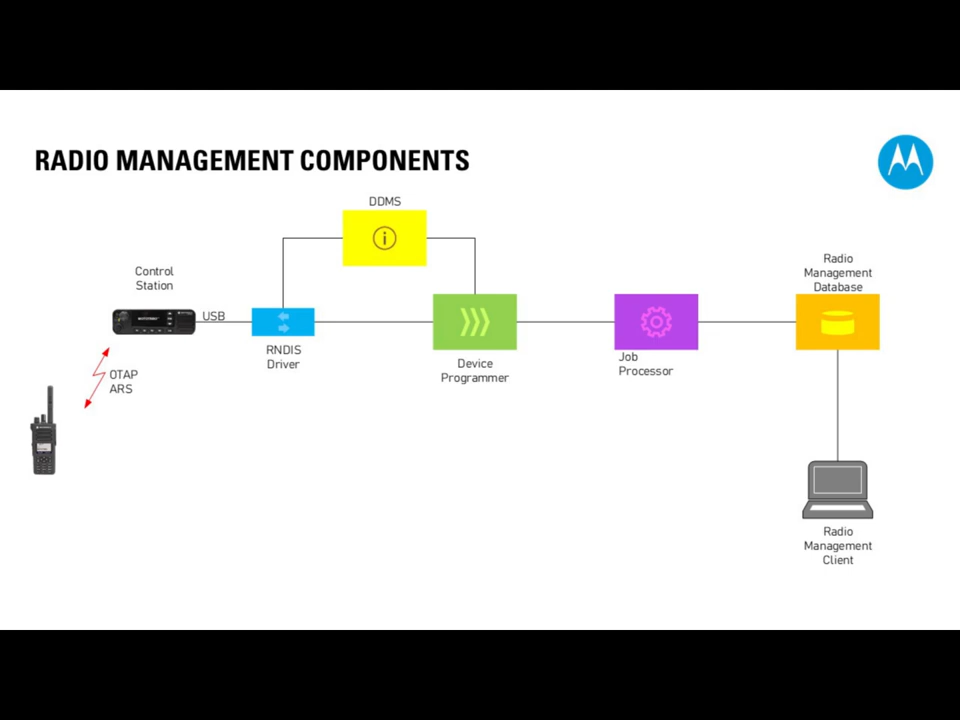 RADIO MANAGEMENT COMPONENTS
DDMS
Control
Station
USB
RNDIS
Driver
OTAP
ARS
Device
Programmer
Job
Processor
Radio
Management
Database
Radio
Management
Client